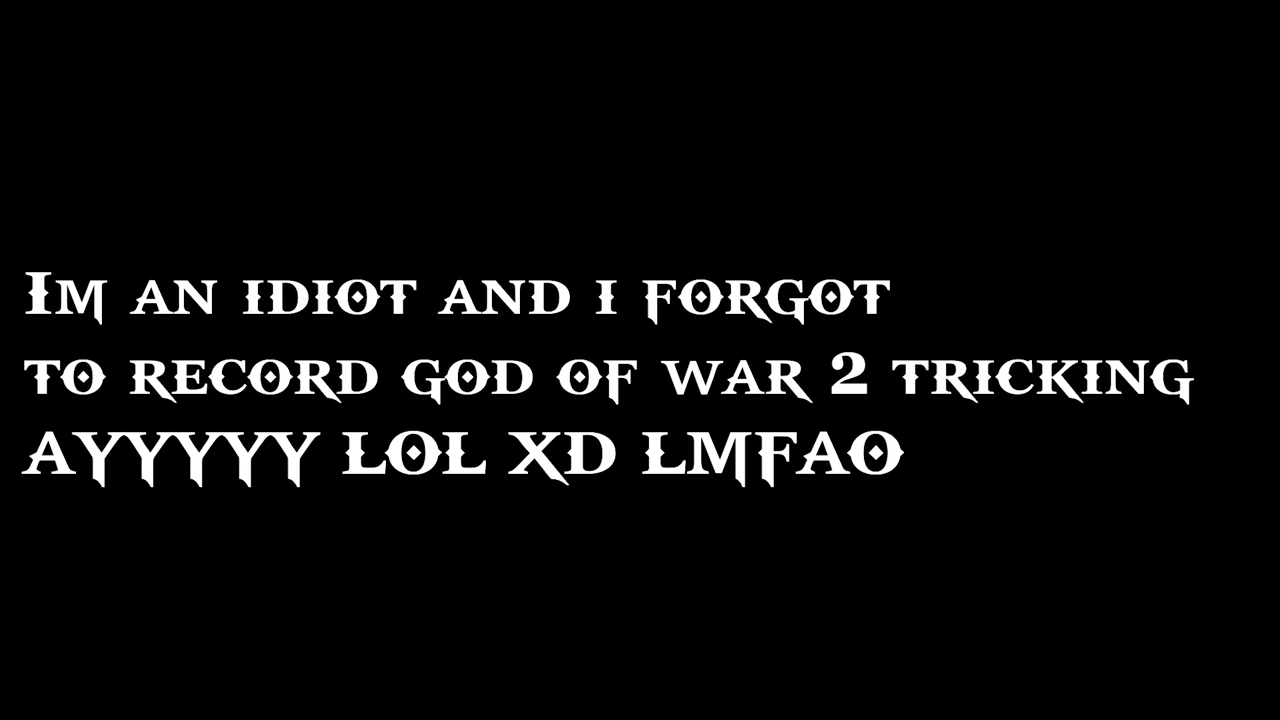 Im an idiot and i forgot
to record god of war 2 tricking
AYYYYY LOL XD LMFAO